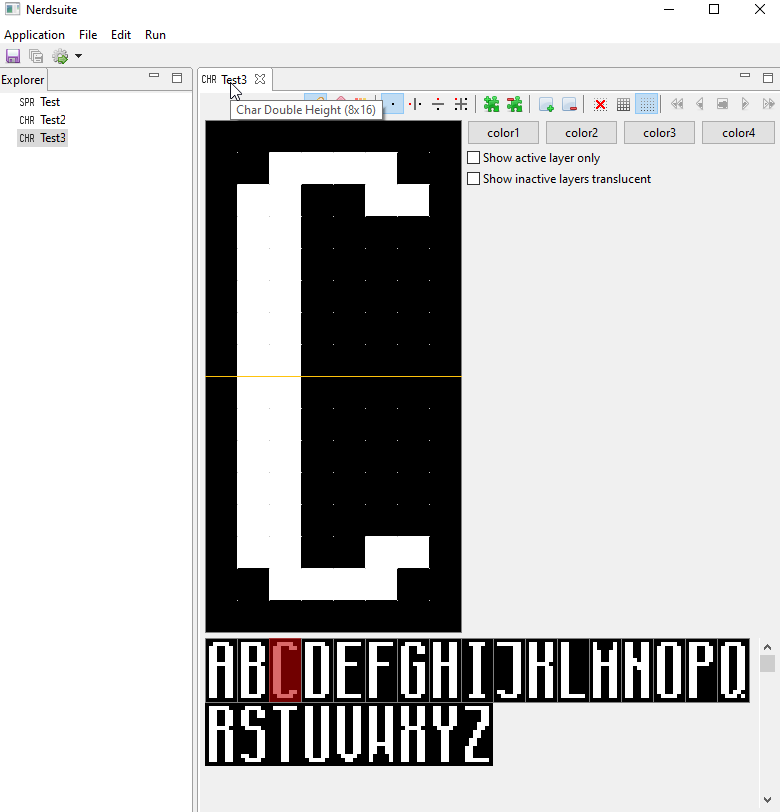 Nerdsuite
Application File Edit Run
Explorer
CHR Test3
SPR Test
CHR Test2
CHR Test3
Char Double Height (8x16)
color1 color2 color3 color4
Show active layer only
Show inactive layers translucent
C
ABCDEFGHIJKLMNOPQ
RSTUVWXYZ